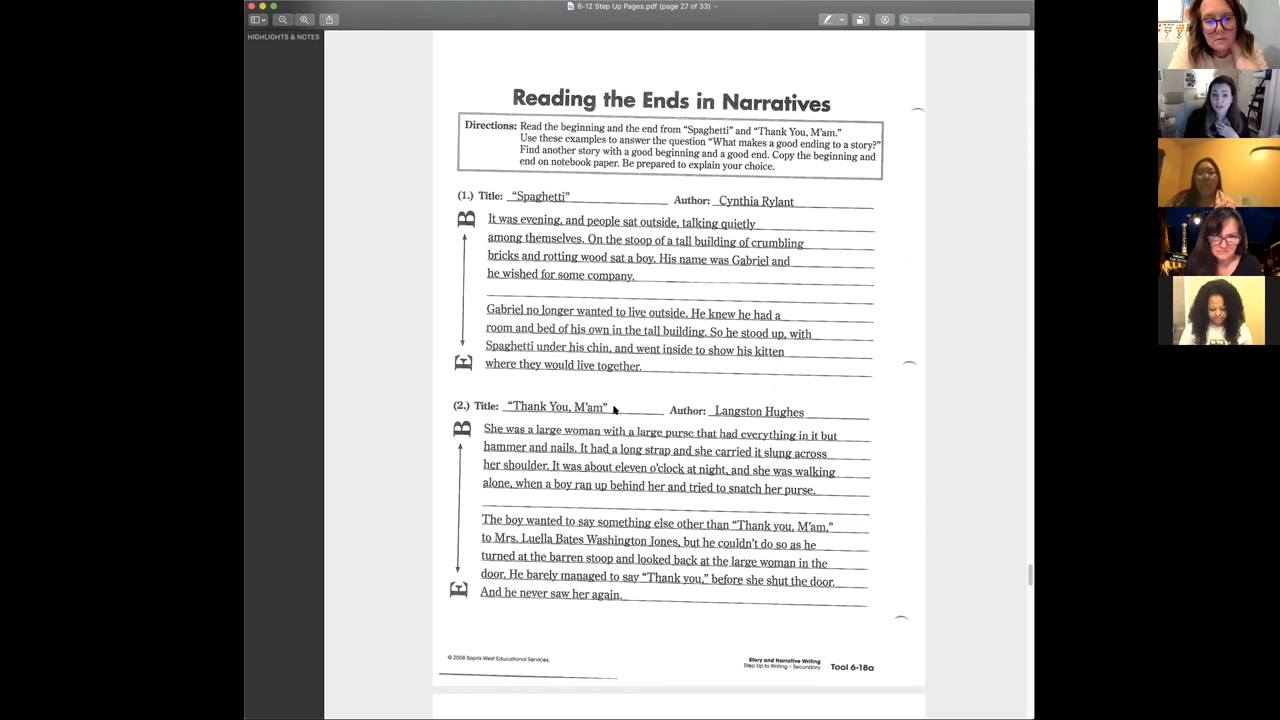 6-12 Step Up Pages.pdf (page 27 of 33)
Search
HIGHLIGHTS & NOTES
Reading the Ends in Narratives
Directions: Read the beginning and the end from “Spaghetti” and “Thank You, M’am.”
Use these examples to answer the question “What makes a good ending to a story?”
Find another story with a good beginning and a good end. Copy the beginning and
end on notebook paper. Be prepared to explain your choice.
(1.) Title: “Spaghetti” Author: Cynthia Rylant
B
It was evening, and people sat outside, talking quietly
among themselves. On the stoop of a tall building of crumbling
bricks and rotting wood sat a boy. His name was Gabriel and
he wished for some company.
Gabriel no longer wanted to live outside. He knew he had a
room and bed of his own in the tall building. So he stood up, with
Spaghetti under his chin, and went inside to show his kitten
E
where they would live together.
(2.) Title: “Thank You, M’am” Author: Langston Hughes
B
She was a large woman with a large purse that had everything in it but
hammer and nails. It had a long strap and she carried it slung across
her shoulder. It was about eleven o’clock at night, and she was walking
alone, when a boy ran up behind her and tried to snatch her purse.
The boy wanted to say something else other than “Thank you, M’am,”
to Mrs. Luella Bates Washington Jones, but he couldn’t do so as he
turned at the barren stoop and looked back at the large woman in the
door. He barely managed to say “Thank you,” before she shut the door.
E
And he never saw her again.
© 2008 Sopris West Educational Services.
Story and Narrative Writing
Step Up to Writing • Secondary
Tool 6-18a